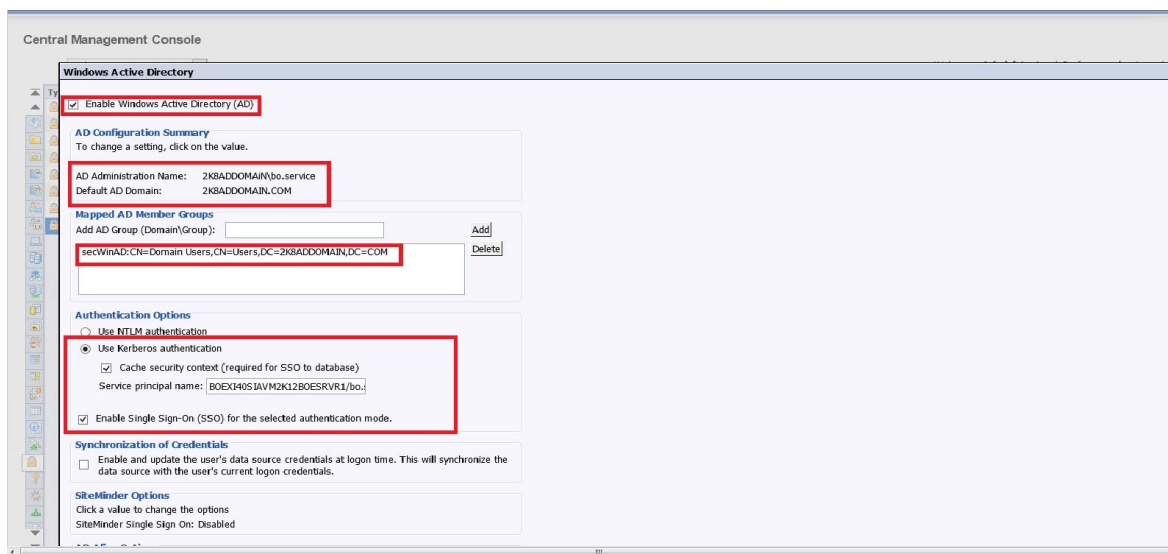 Central Management Console
Windows Active Directory
Ty
Enable Windows Active Directory (AD)
AD Configuration Summary
To change a setting, click on the value.
AD Administration Name: 2K8ADDOMAiN\bo.service
Default AD Domain: 2K8ADDOMAIN.COM
Mapped AD Member Groups
Add AD Group (Domain\Group):
Add
secWinAD:CN=Domain Users,CN=Users,DC=2K8ADDOMAIN,DC=COM
Delete
Authentication Options
Use NTLM authentication
Use Kerberos authentication
Cache security context (required for SSO to database)
Service principal name: BOEXI40SIAVM2K12BOESRVR1/bo.
Enable Single Sign-On (SSO) for the selected authentication mode.
Synchronization of Credentials
Enable and update the user's data source credentials at logon time. This will synchronize the
data source with the user's current logon credentials.
SiteMinder Options
Click a value to change the options
SiteMinder Single Sign On: Disabled